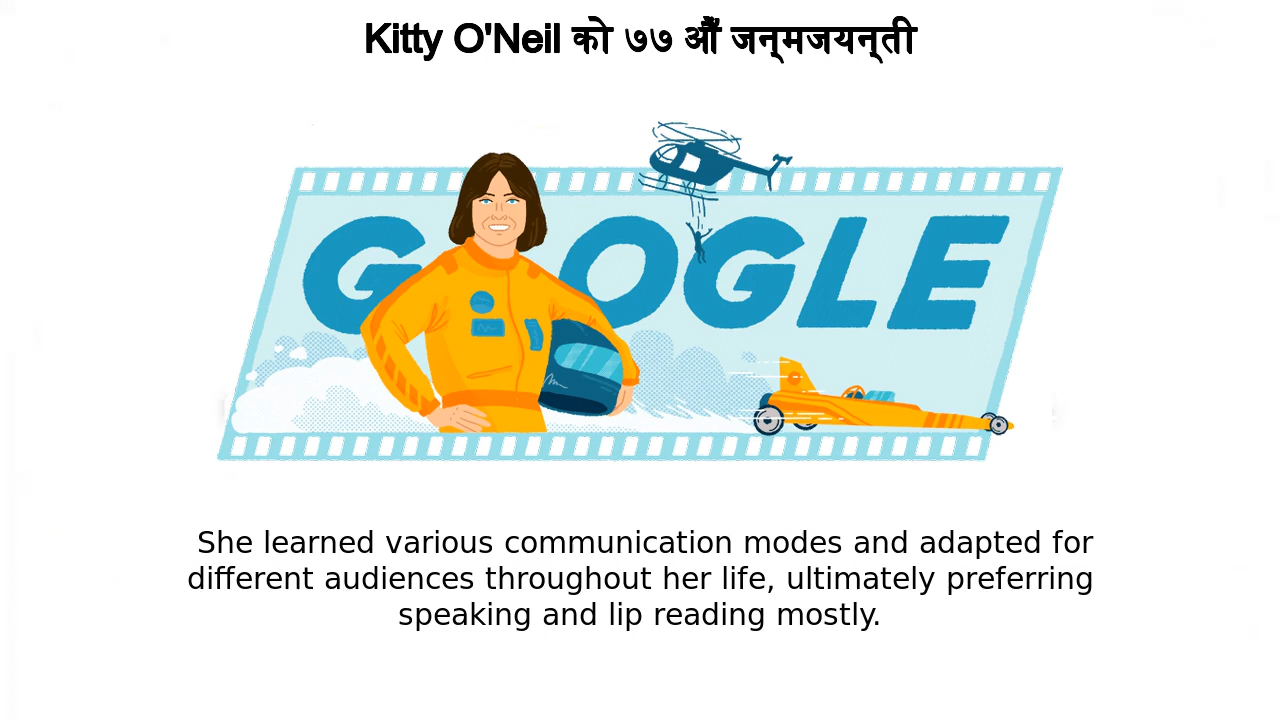 Kitty O'Neil को ७७ औँ जन्मजयन्ती
GOOGLE
She learned various communication modes and adapted for
different audiences throughout her life, ultimately preferring
speaking and lip reading mostly.